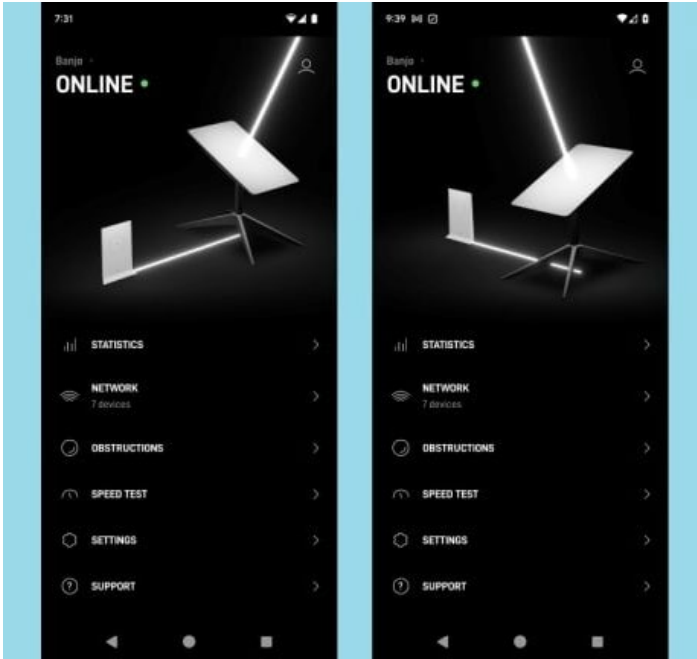 7:31
Banjo
ONLINE
STATISTICS
NETWORK
7 devices
OBSTRUCTIONS
SPEED TEST
SETTINGS
? SUPPORT
9:39
Banjo
ONLINE
STATISTICS
NETWORK
7 devices
OBSTRUCTIONS
SPEED TEST
SETTINGS
? SUPPORT